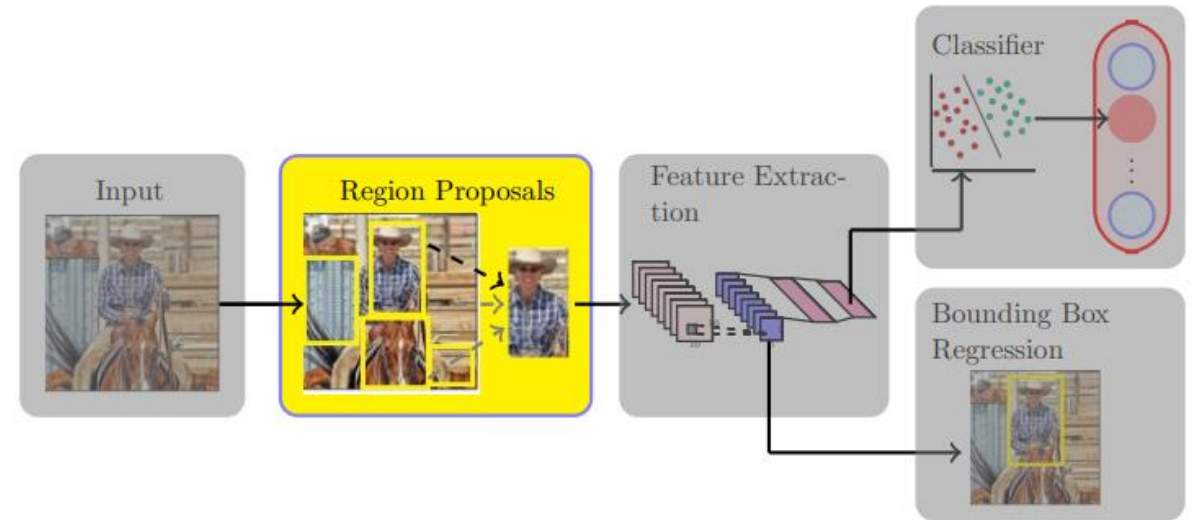 Input
Region Proposals
Feature Extrac-
tion
Classifier
Bounding Box
Regression